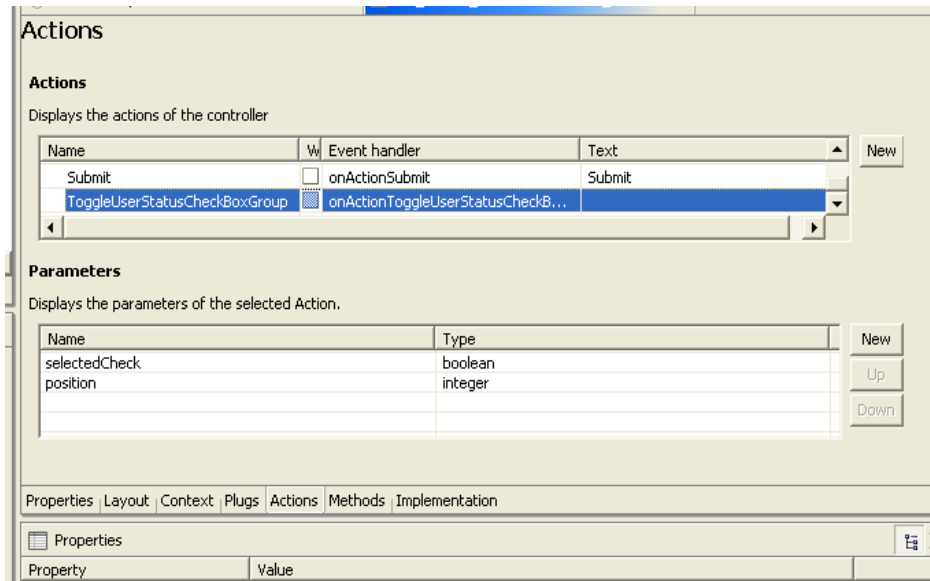 Actions
Actions
Displays the actions of the controller
Name W Event handler Text New
Submit onActionSubmit Submit
ToggleUserStatusCheckBoxGroup onActionToggleUserStatusCheckB...
Parameters
Displays the parameters of the selected Action.
Name Type New
selectedCheck boolean Up
position integer
Down
Properties Layout Context Plugs Actions Methods Implementation
Properties
Property Value